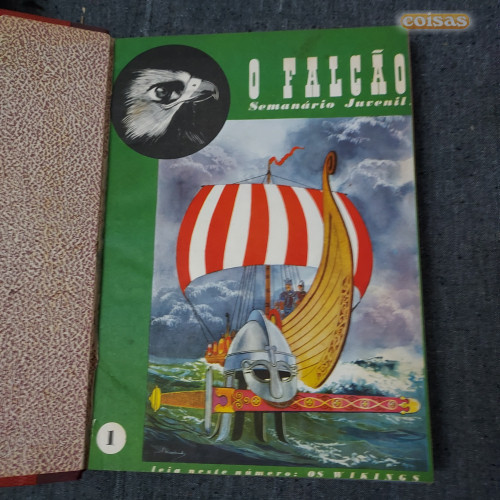 coisas
O FALCÃO
Semanário Juvenil.
1
leia neste número: OS WIKINGS